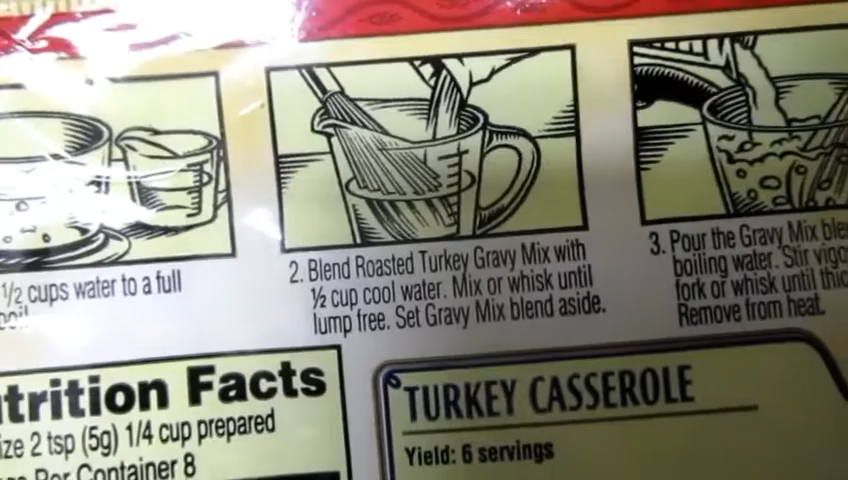 1/2 cups water to a full
2. Blend Roasted Turkey Gravy Mix with
1/2 cup cool water. Mix or whisk until
lump free. Set Gravy Mix blend aside.
3. Pour the Gravy Mix
boiling water. Stir
fork or whisk until
Remove from heat.
Facts
2 tsp (5g) 1/4 cup prepared
Per Container 8
TURKEY CASSEROLE
Yield: 6 servings